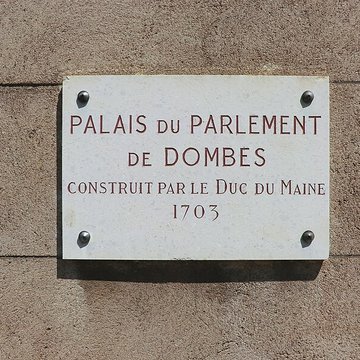 PALAIS DU PARLEMENT
DE DOMBES
CONSTRUIT PAR LE DUC DU MAINE
1703